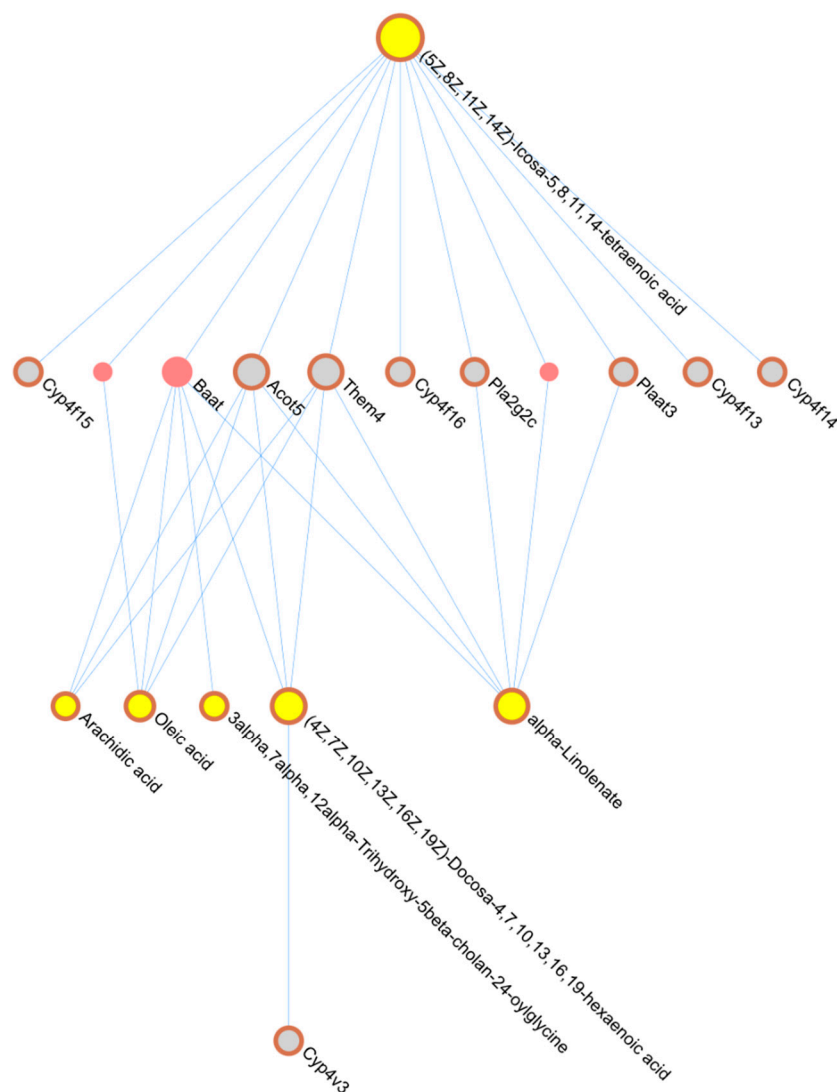 (5Z,8Z,11Z,14Z)-Icosa-5,8,11,14-tetraenoic acid
Cyp4f15
Baat
Acot5
Them4
Cyp4f16
Pla2g2c
Plaat3
Cyp4f13
Cyp4f14
Arachidic acid
Oleic acid
3alpha,7alpha,12alpha-Trihydroxy-5beta-cholan-24-oylglycine
(4Z,7Z,10Z,13Z,16Z,19Z)-Docosa-4,7,10,13,16,19-hexaenoic acid
alpha-Linolenate
Cyp4v3